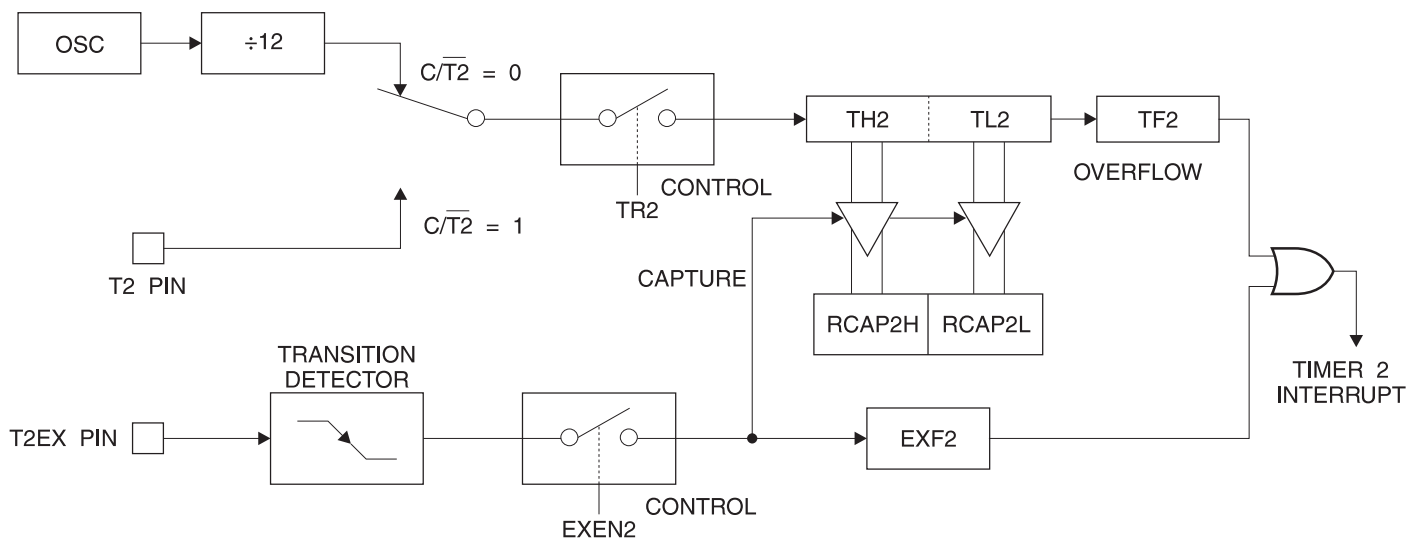 OSC
÷12
C/T2 = 0
TH2
TL2
TF2
OVERFLOW
CONTROL
TR2
C/T2 = 1
T2 PIN
CAPTURE
RCAP2H
RCAP2L
TRANSITION
DETECTOR
TIMER 2
INTERRUPT
T2EX PIN
EXF2
CONTROL
EXEN2